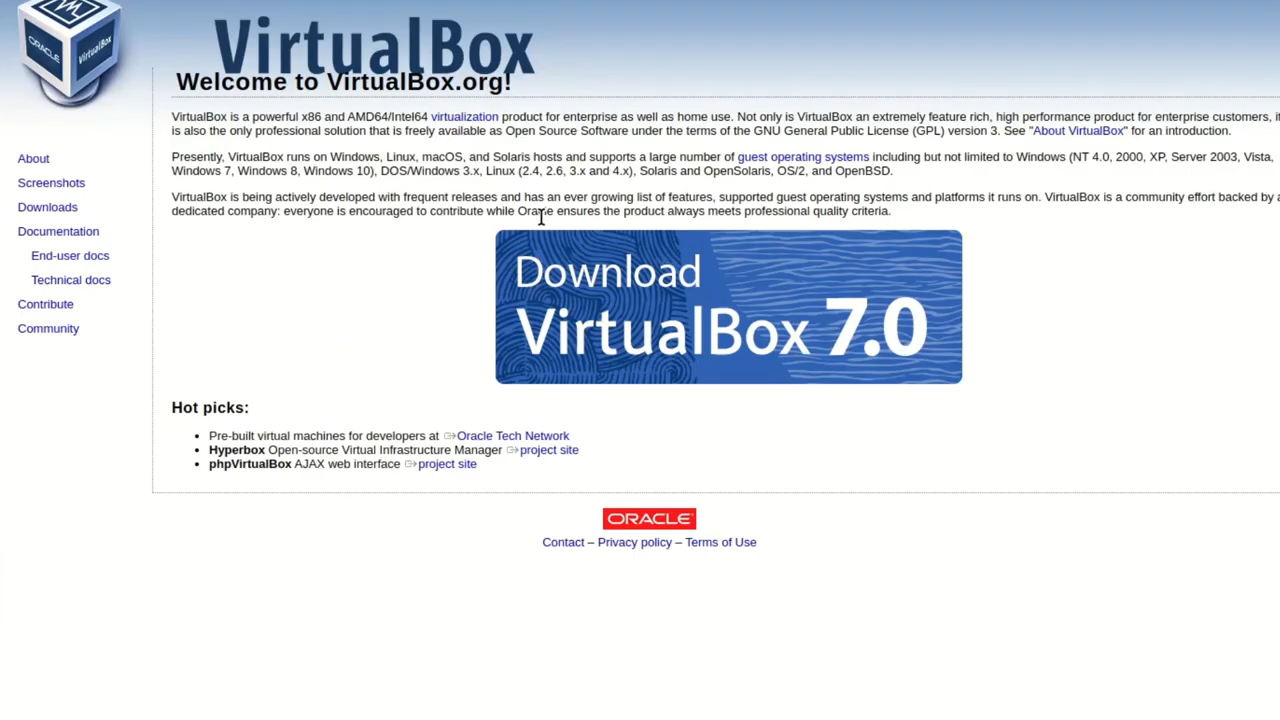 ORACLE
VirtualBox
VirtualBox
Welcome to VirtualBox.org!
VirtualBox is a powerful x86 and AMD64/Intel64 virtualization product for enterprise as well as home use. Not only is VirtualBox an extremely feature rich, high performance product for enterprise customers, it
is also the only professional solution that is freely available as Open Source Software under the terms of the GNU General Public License (GPL) version 3. See "About VirtualBox" for an introduction.
Presently, VirtualBox runs on Windows, Linux, macOS, and Solaris hosts and supports a large number of guest operating systems including but not limited to Windows (NT 4.0, 2000, XP, Server 2003, Vista,
Windows 7, Windows 8, Windows 10), DOS/Windows 3.x, Linux (2.4, 2.6, 3.x and 4.x), Solaris and OpenSolaris, OS/2, and OpenBSD.
VirtualBox is being actively developed with frequent releases and has an ever growing list of features, supported guest operating systems and platforms it runs on. VirtualBox is a community effort backed by a
dedicated company: everyone is encouraged to contribute while Oracle ensures the product always meets professional quality criteria.
About
Screenshots
Downloads
Documentation
End-user docs
Technical docs
Contribute
Community
Download
VirtualBox 7.0
Hot picks:
• Pre-built virtual machines for developers at Oracle Tech Network
• Hyperbox Open-source Virtual Infrastructure Manager project site
• phpVirtualBox AJAX web interface project site
ORACLE
Contact – Privacy policy – Terms of Use